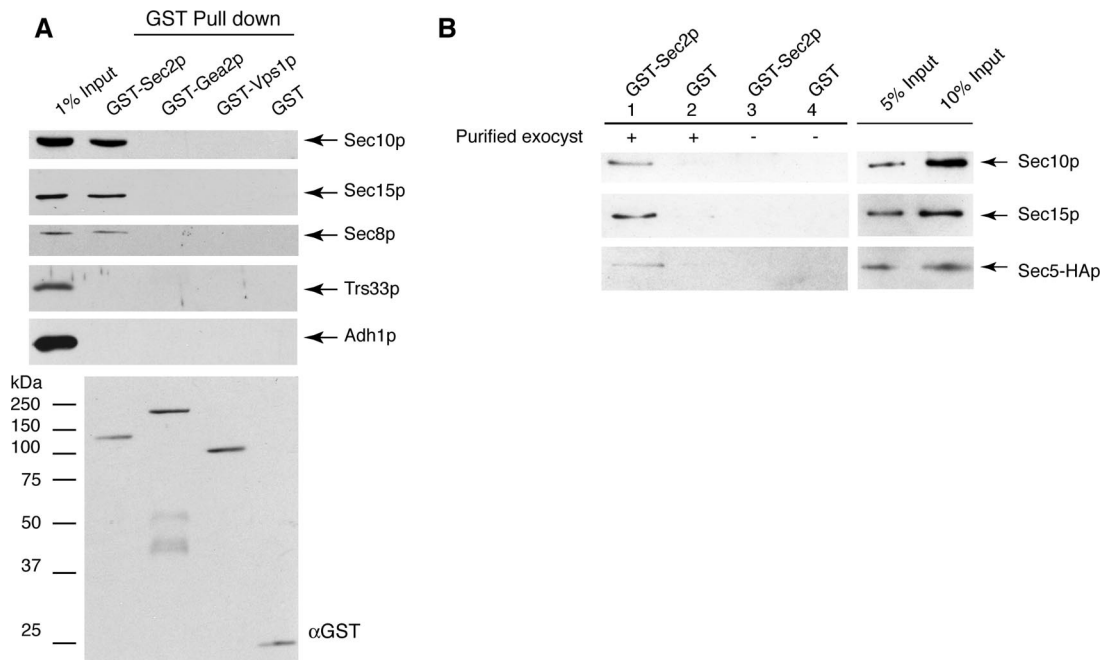 A
GST Pull down
1% Input
GST-Sec2p
GST-Gea2p
GST-Vps1p
GST
Sec10p
Sec15p
Sec8p
Trs33p
Adh1p
kDa
250
150
100
75
50
37
25
αGST
B
GST-Sec2p
GST
GST-Sec2p
GST
5% Input
10% Input
1 2 3 4
Purified exocyst + + - -
Sec10p
Sec15p
Sec5-HAp